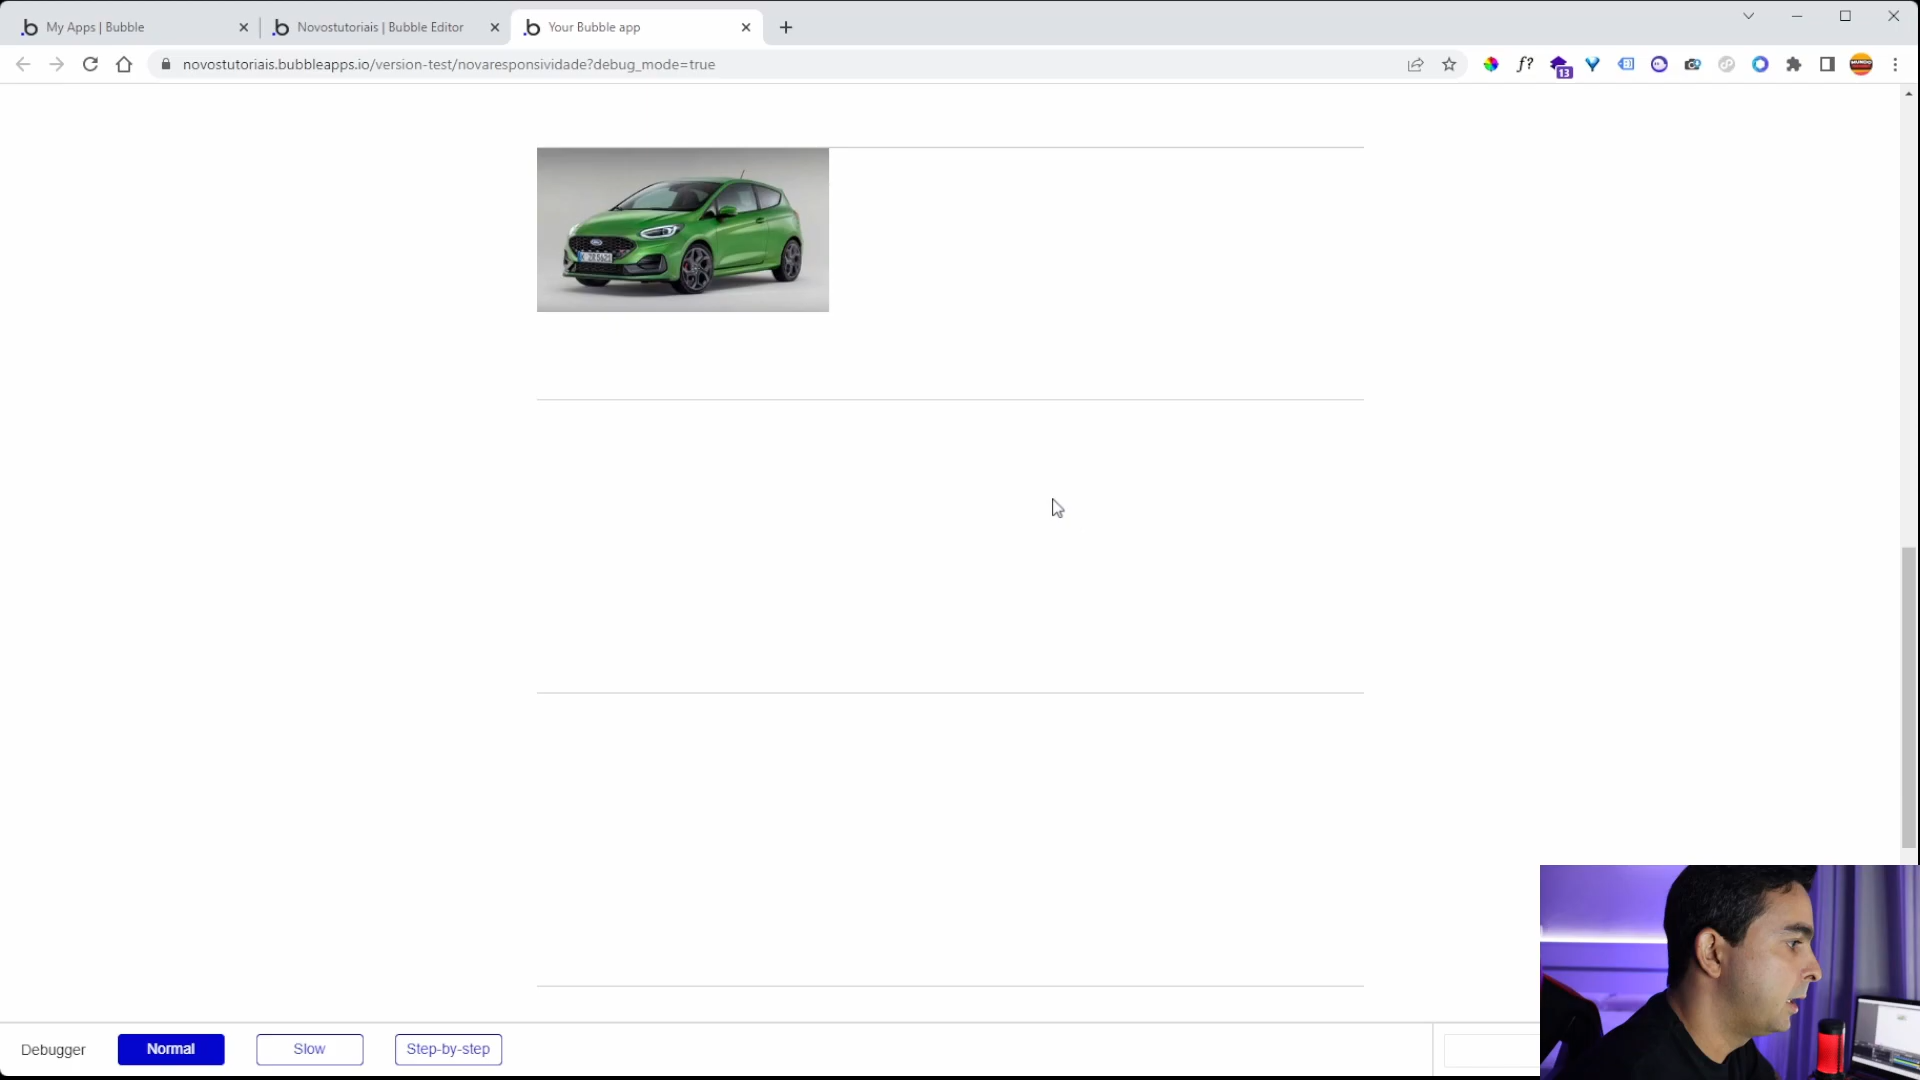 My Apps | Bubble
Novostutoriais | Bubble Editor
Your Bubble app
novostutoriais.bubbleapps.io/version-test/novaresponsividade?debug_mode=true
f?
13
Debugger
Normal
Slow
Step-by-step